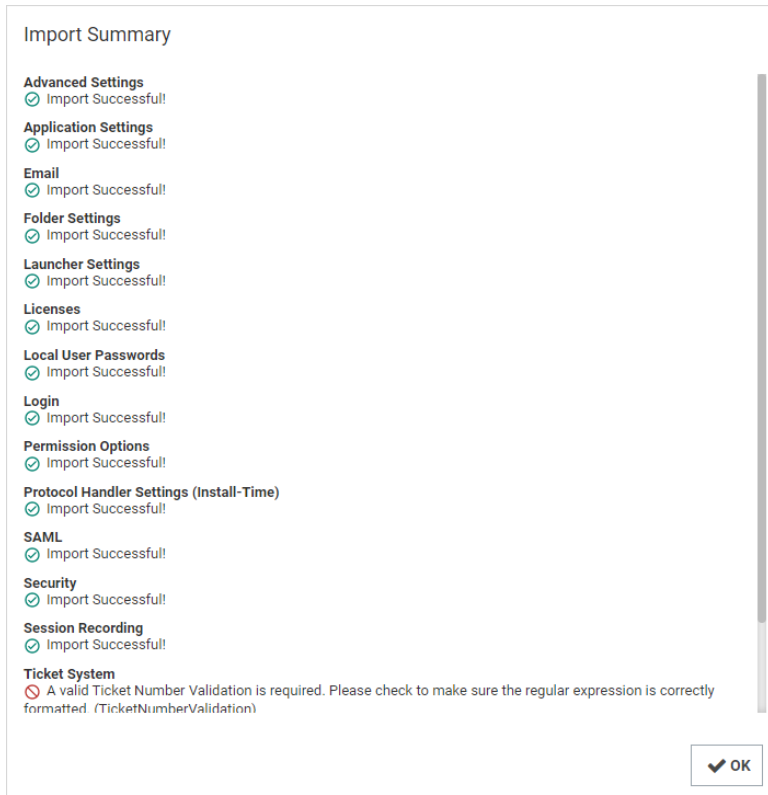 Import Summary
Advanced Settings
Import Successful!
Application Settings
Import Successful!
Email
Import Successful!
Folder Settings
Import Successful!
Launcher Settings
Import Successful!
Licenses
Import Successful!
Local User Passwords
Import Successful!
Login
Import Successful!
Permission Options
Import Successful!
Protocol Handler Settings (Install-Time)
Import Successful!
SAML
Import Successful!
Security
Import Successful!
Session Recording
Import Successful!
Ticket System
A valid Ticket Number Validation is required. Please check to make sure the regular expression is correctly
formatted. (TicketNumberValidation)
OK